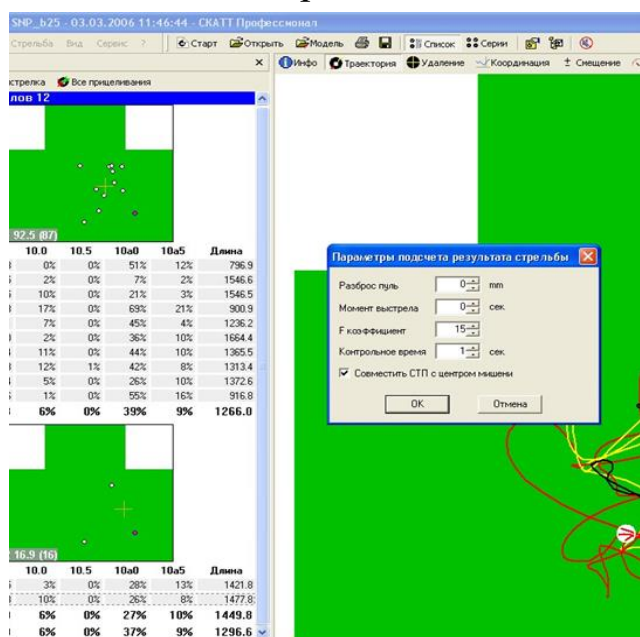 SNP_b25 - 03.03.2006 11:46:44 - СКАТТ Профессионал
Стрельба Вид Сервис ? Старт Открыть Модель Список Серии
Инфо Траектория Удаление Координация ± Смещение
стрелка Все прицеливания
лов 12
92.5 (87)
10.0 10.5 10a0 10a5 Длина
0% 0% 51% 12% 796.9
2% 0% 7% 2% 1546.6
10% 0% 21% 3% 1546.5
17% 0% 69% 21% 900.9
7% 0% 45% 4% 1236.2
2% 0% 36% 10% 1664.4
11% 0% 44% 10% 1365.5
12% 1% 42% 8% 1313.4
5% 0% 26% 10% 1372.6
1% 0% 55% 16% 916.8
6% 0% 39% 9% 1266.0
16.9 (16)
10.0 10.5 10a0 10a5 Длина
3% 0% 28% 13% 1421.8
10% 0% 26% 8% 1477.8
6% 0% 27% 10% 1449.8
6% 0% 37% 9% 1296.6
Параметры подсчета результата стрельбы
Разброс пуль 0 mm
Момент выстрела 0 сек.
F коэффициент 15
Контрольное время 1 сек.
Совместить СТП с центром мишени
OK Отмена